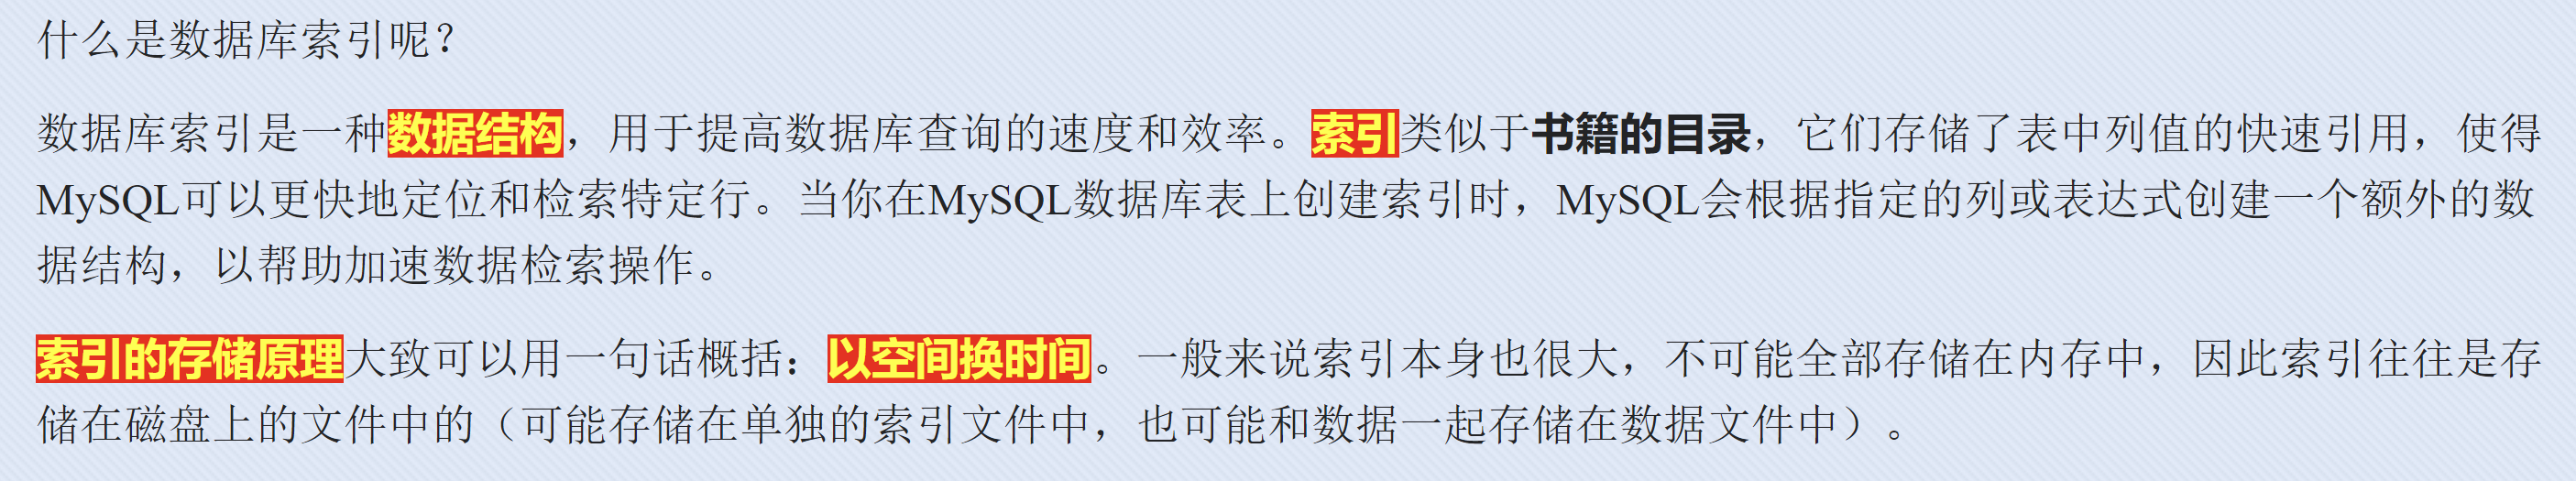 什么是数据库索引呢？
数据库索引是一种数据结构，用于提高数据库查询的速度和效率。索引类似于书籍的目录，它们存储了表中列值的快速引用，使得
MySQL可以更快地定位和检索特定行。当你在MySQL数据库表上创建索引时，MySQL会根据指定的列或表达式创建一个额外的数
据结构，以帮助加速数据检索操作。
索引的存储原理大致可以用一句话概括：以空间换时间。一般来说索引本身也很大，不可能全部存储在内存中，因此索引往往是存
储在磁盘上的文件中的（可能存储在单独的索引文件中，也可能和数据一起存储在数据文件中）。